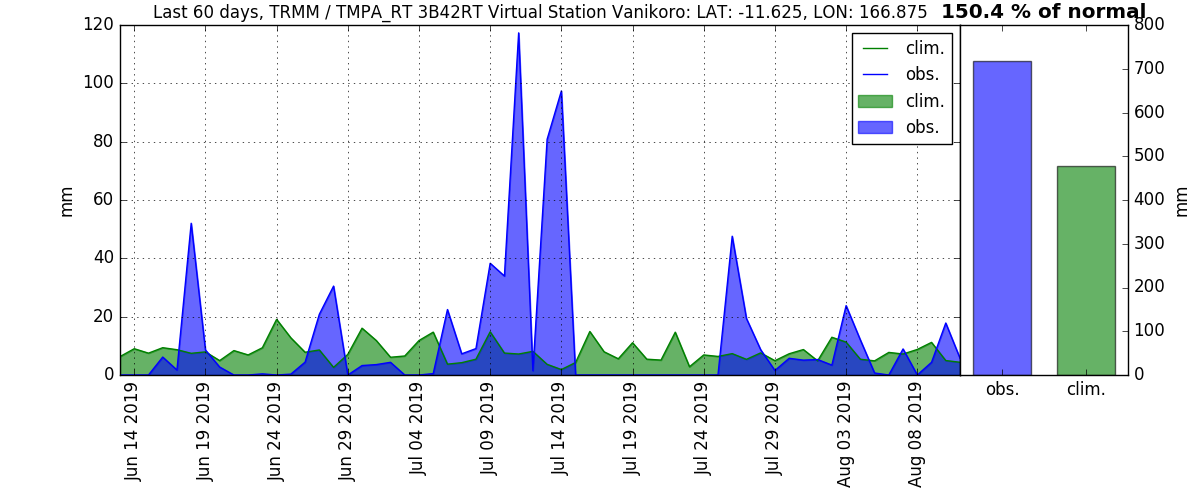 Last 60 days, TRMM / TMPA_RT 3B42RT Virtual Station Vanikoro: LAT: -11.625, LON: 166.875
150.4 % of normal
120
100
80
60
40
20
0
mm
clim.
obs.
clim.
obs.
800
700
600
500
400
300
200
100
0
mm
Jun 14 2019
Jun 19 2019
Jun 24 2019
Jun 29 2019
Jul 04 2019
Jul 09 2019
Jul 14 2019
Jul 19 2019
Jul 24 2019
Jul 29 2019
Aug 03 2019
Aug 08 2019
obs.
clim.